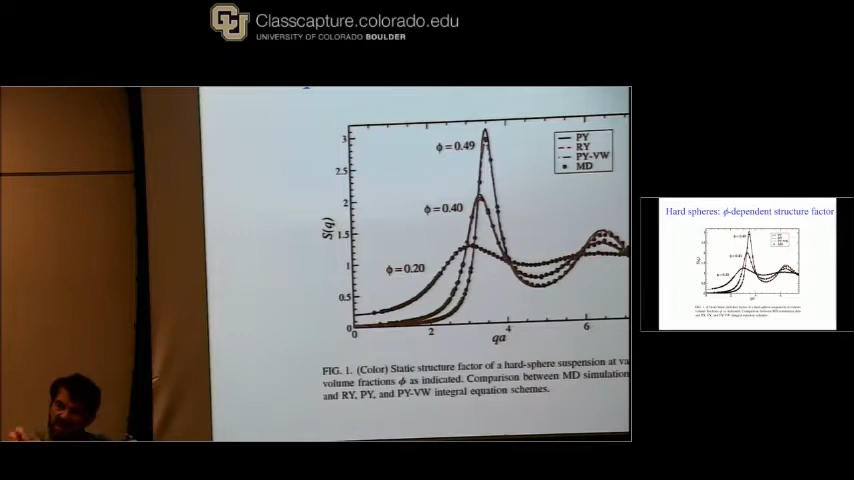 Classcapture.colorado.edu
UNIVERSITY OF COLORADO BOULDER
3
2.5
2
1.5
1
0.5
0
0 2 4 6
S(q)
qa
ϕ=0.49
ϕ=0.40
ϕ=0.20
PY
RY
PY-VW
MD
FIG. 1. (Color) Static structure factor of a hard-sphere suspension at va
volume fractions ϕ as indicated. Comparison between MD simulation
and RY, PY, and PY-VW integral equation schemes.
Hard spheres: ϕ-dependent structure factor